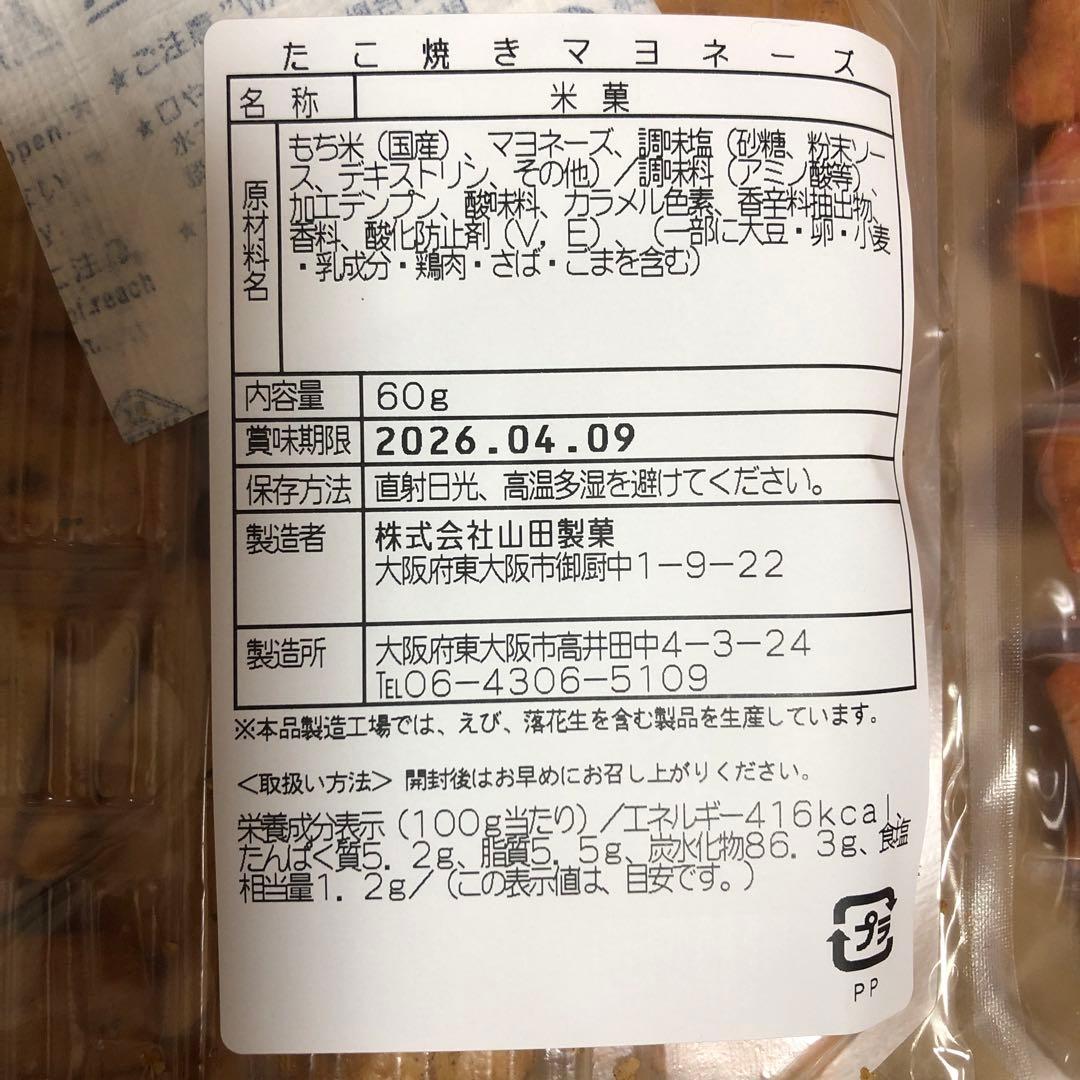 たこ焼きマヨネーズ
名称 米菓
原材料名 もち米（国産）、マヨネーズ、調味塩（砂糖、粉末ソー
ス、デキストリン、その他）／調味料（アミノ酸等）、
加工デンプン、酸味料、カラメル色素、香辛料抽出物、
香料、酸化防止剤（V．E）、（一部に大豆・卵・小麦
・乳成分・鶏肉・さば・ごまを含む）
内容量 60g
賞味期限 2026.04.09
保存方法 直射日光、高温多湿を避けてください。
製造者 株式会社山田製菓
大阪府東大阪市御厨中1－9－22
製造所 大阪府東大阪市高井田中4－3－24
℡06－4306－5109
※本品製造工場では、えび、落花生を含む製品を生産しています。
＜取扱い方法＞ 開封後はお早めにお召し上がりください。
栄養成分表示（100g当たり）／エネルギー416kcal、
たんぱく質5．2g、脂質5．5g、炭水化物86．3g、食塩
相当量1．2g／（この表示値は、目安です。）
プラ
PP